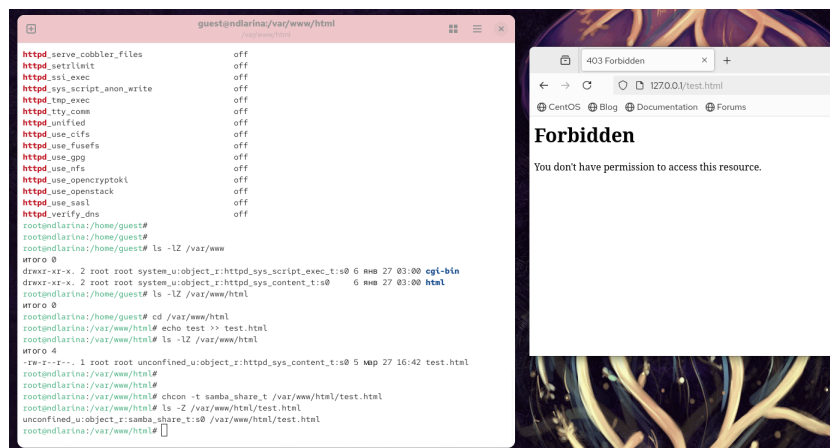 guest@ndlarina:/var/www/html
/var/www/html
httpd_serve_cobbler_files off
httpd_setrlimit off
httpd_ssi_exec off
httpd_sys_script_anon_write off
httpd_tmp_exec off
httpd_tty_comm off
httpd_unified off
httpd_use_cifs off
httpd_use_fusefs off
httpd_use_gpg off
httpd_use_nfs off
httpd_use_opencryptoki off
httpd_use_openstack off
httpd_use_sasl off
httpd_verify_dns off
root@ndlarina:/home/guest#
root@ndlarina:/home/guest#
root@ndlarina:/home/guest# ls -lZ /var/www
итого 0
drwxr-xr-x. 2 root root system_u:object_r:httpd_sys_script_exec_t:s0 6 янв 27 03:00 cgi-bin
drwxr-xr-x. 2 root root system_u:object_r:httpd_sys_content_t:s0 6 янв 27 03:00 html
root@ndlarina:/home/guest# ls -lZ /var/www/html
итого 0
root@ndlarina:/home/guest# cd /var/www/html
root@ndlarina:/var/www/html# echo test >> test.html
root@ndlarina:/var/www/html# ls -lZ
итого 4
-rw-r--r--. 1 root root unconfined_u:object_r:httpd_sys_content_t:s0 5 мар 27 16:42 test.html
root@ndlarina:/var/www/html#
root@ndlarina:/var/www/html#
root@ndlarina:/var/www/html# chcon -t samba_share_t /var/www/html/test.html
root@ndlarina:/var/www/html# ls -Z /var/www/html/test.html
unconfined_u:object_r:samba_share_t:s0 /var/www/html/test.html
root@ndlarina:/var/www/html#
403 Forbidden
127.0.0.1/test.html
CentOS Blog Documentation Forums
Forbidden
You don't have permission to access this resource.